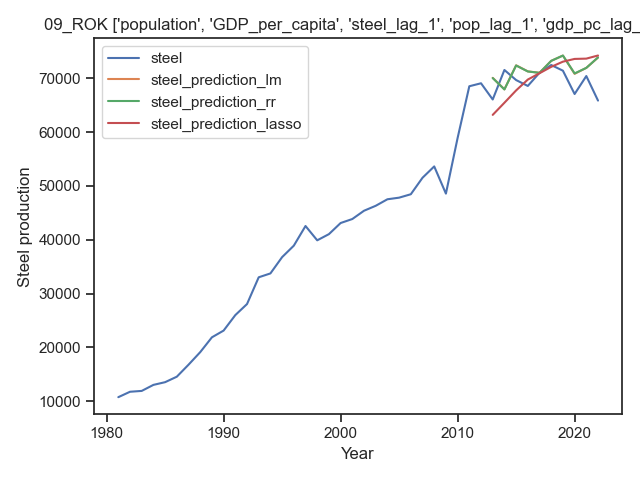 09_ROK ['population', 'GDP_per_capita', 'steel_lag_1', 'pop_lag_1', 'gdp_pc_lag_
steel
steel_prediction_lm
steel_prediction_rr
steel_prediction_lasso
Steel production
70000
60000
50000
40000
30000
20000
10000
1980
1990
2000
2010
2020
Year